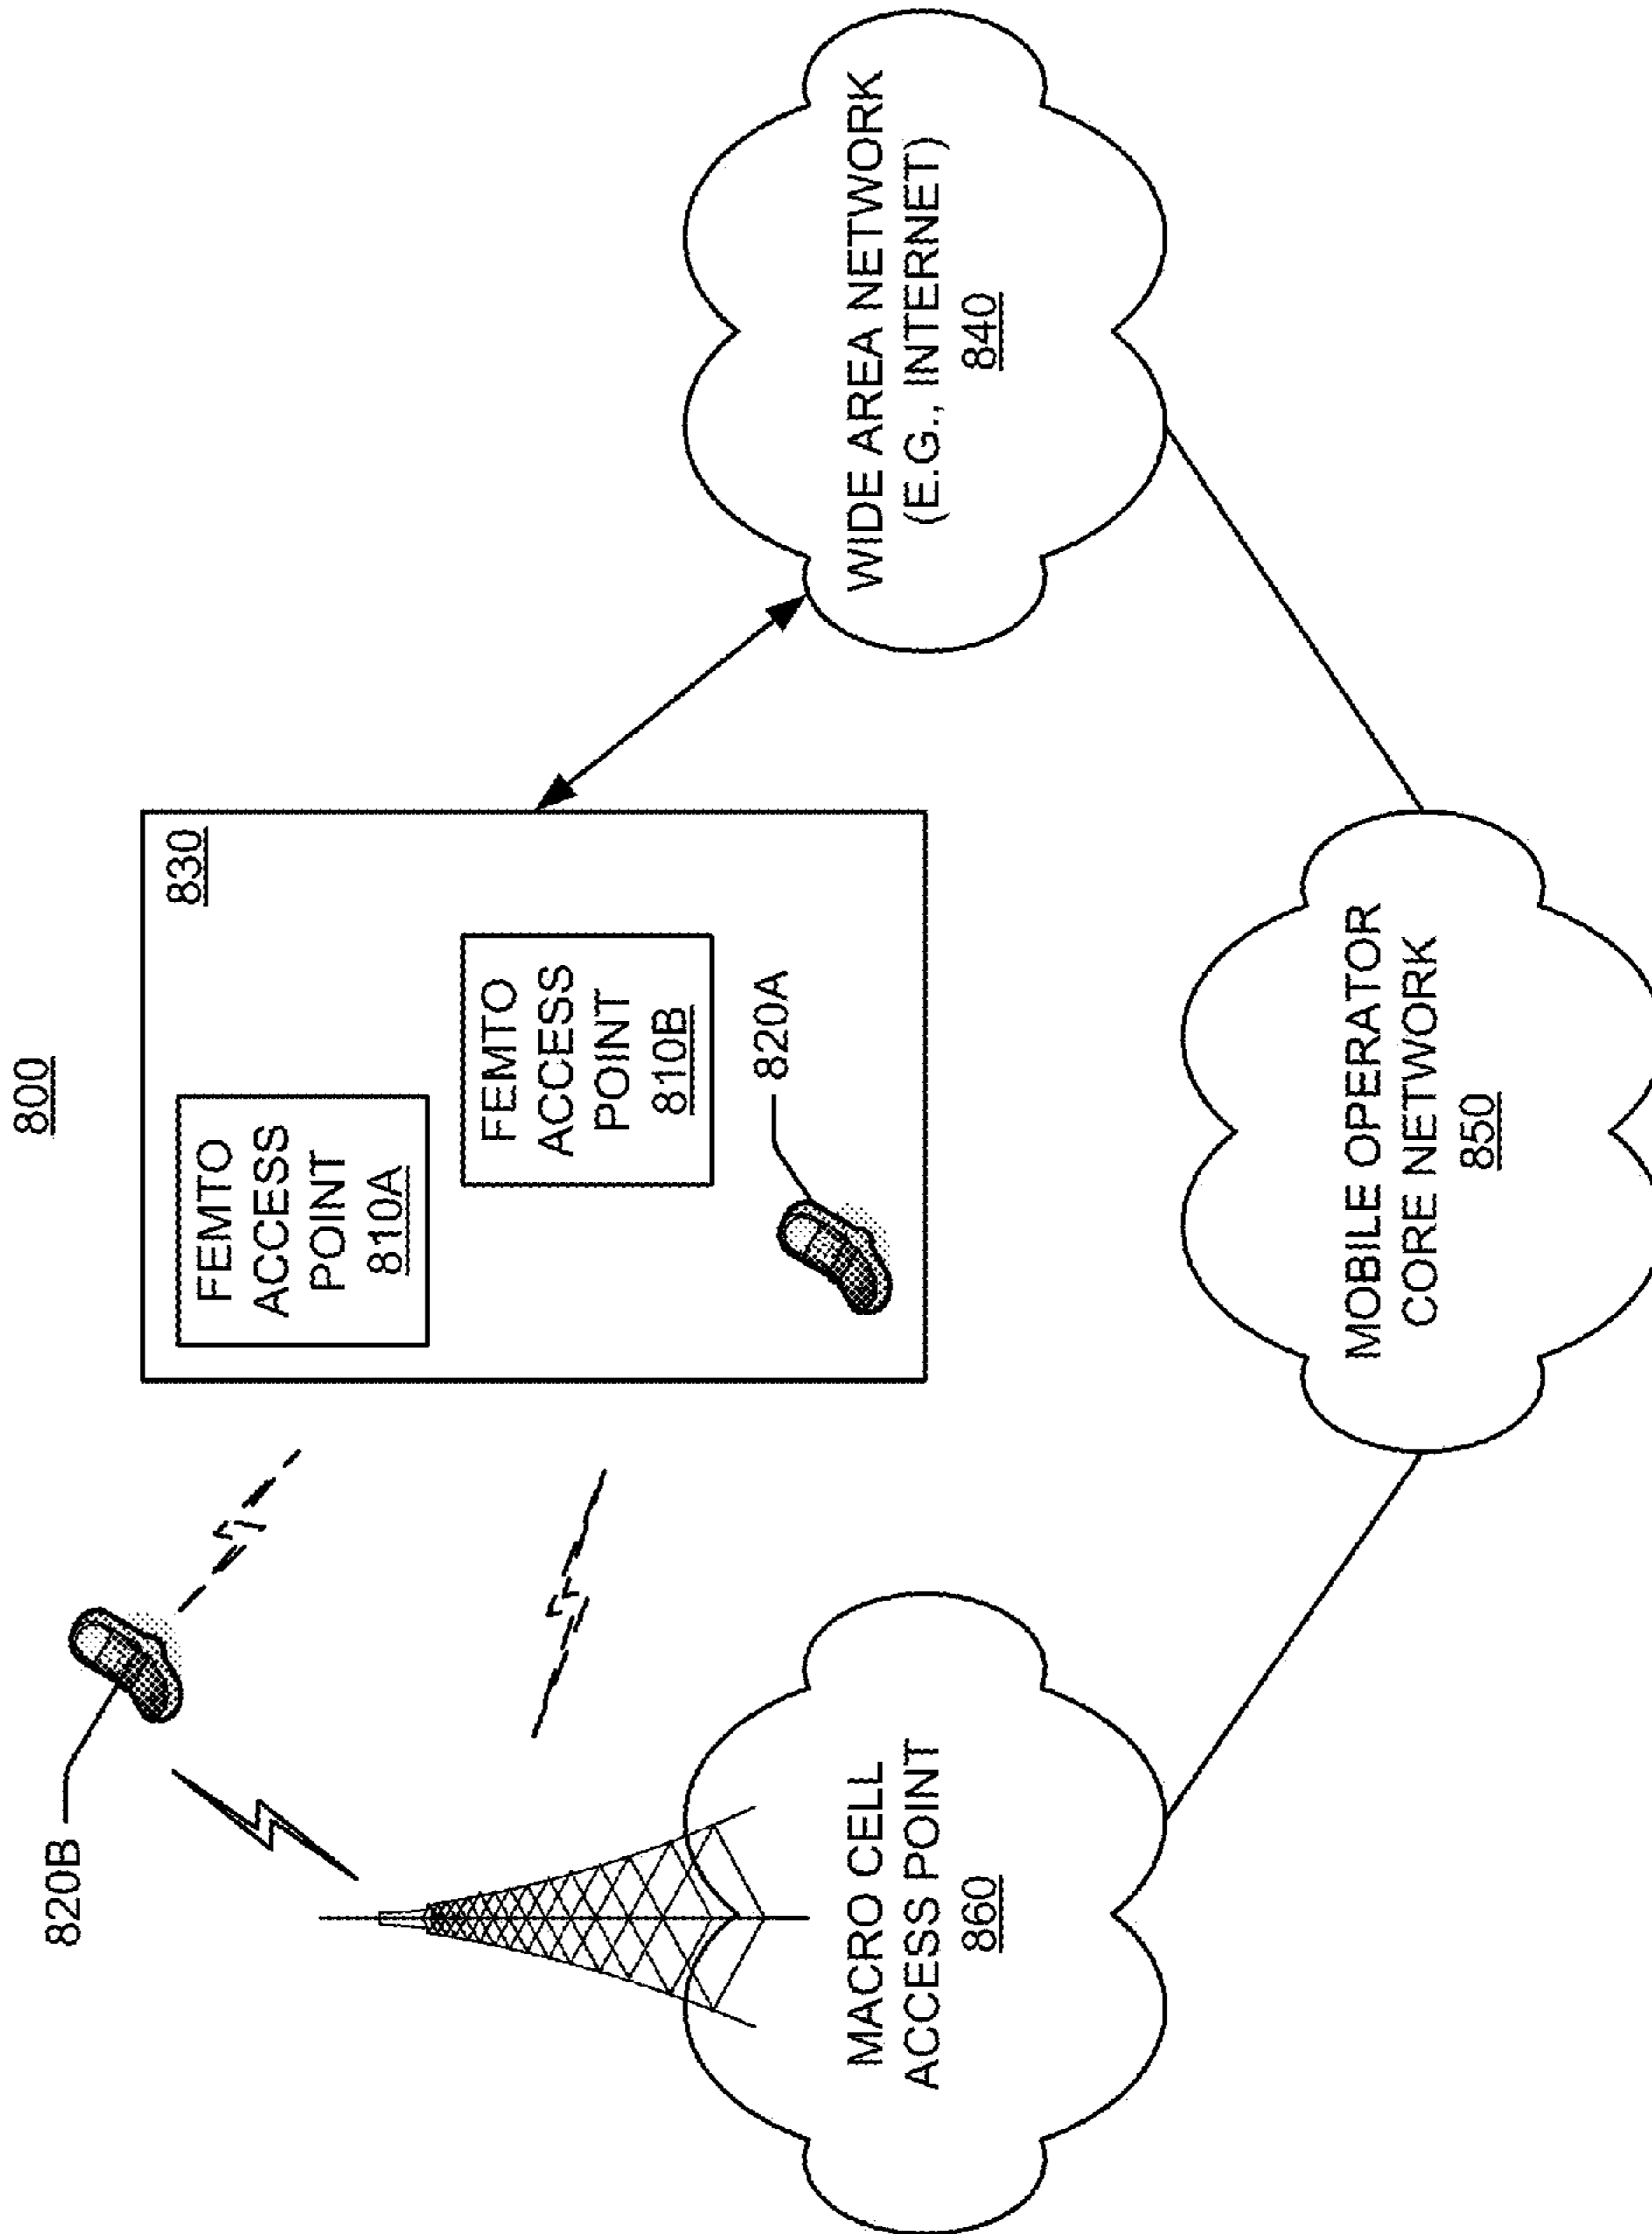 800
820B
FEMTO
ACCESS
POINT
810A
830
FEMTO
ACCESS
POINT
810B
820A
MACRO CELL
ACCESS POINT
860
WIDE AREA NETWORK
(E.G., INTERNET)
840
MOBILE OPERATOR
CORE NETWORK
850